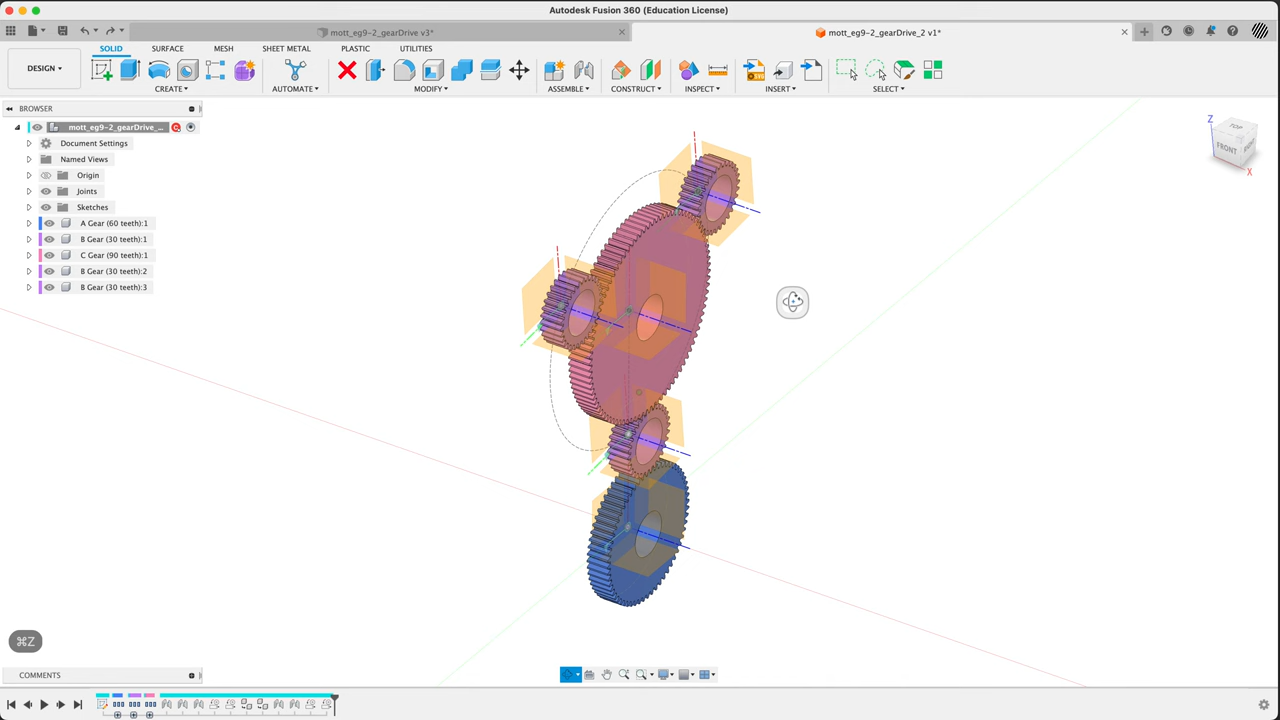 Autodesk Fusion 360 (Education License)
mott_eg9-2_gearDrive v3*
mott_eg9-2_gearDrive_2 v1*
DESIGN
SOLID
SURFACE
MESH
SHEET METAL
PLASTIC
UTILITIES
CREATE
AUTOMATE
MODIFY
ASSEMBLE
CONSTRUCT
INSPECT
INSERT
SELECT
BROWSER
mott_eg9-2_gearDrive_...
Document Settings
Named Views
Origin
Joints
Sketches
A Gear (60 teeth):1
B Gear (30 teeth):1
C Gear (90 teeth):1
B Gear (30 teeth):2
B Gear (30 teeth):3
Z
TOP
FRONT
X
⌘Z
COMMENTS